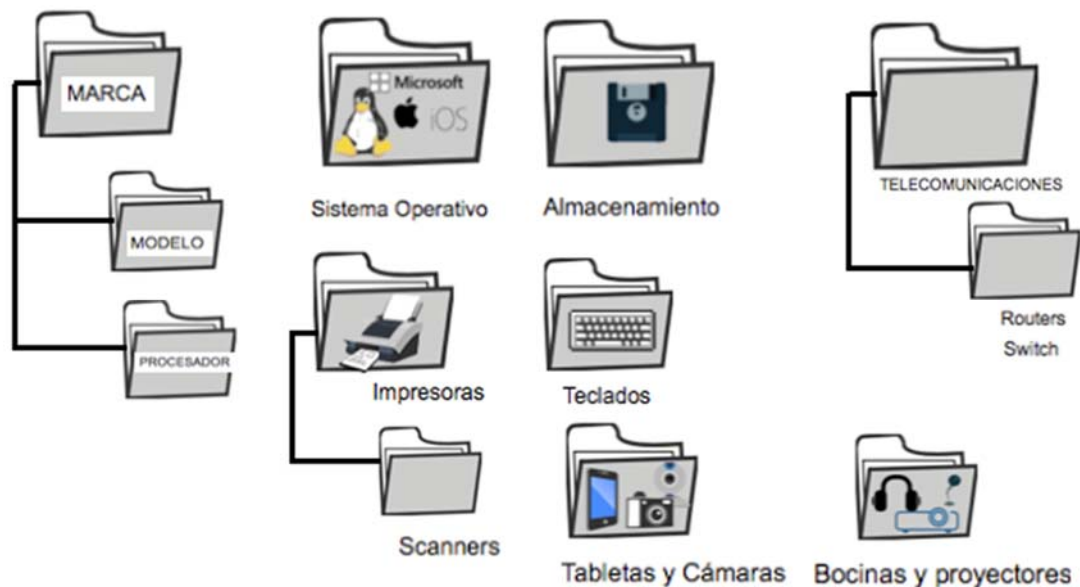 MARCA
MODELO
PROCESADOR
Microsoft
iOS
Sistema Operativo
Almacenamiento
Impresoras
Scanners
Teclados
Tabletas y Cámaras
TELECOMUNICACIONES
Routers
Switch
Bocinas y proyectores